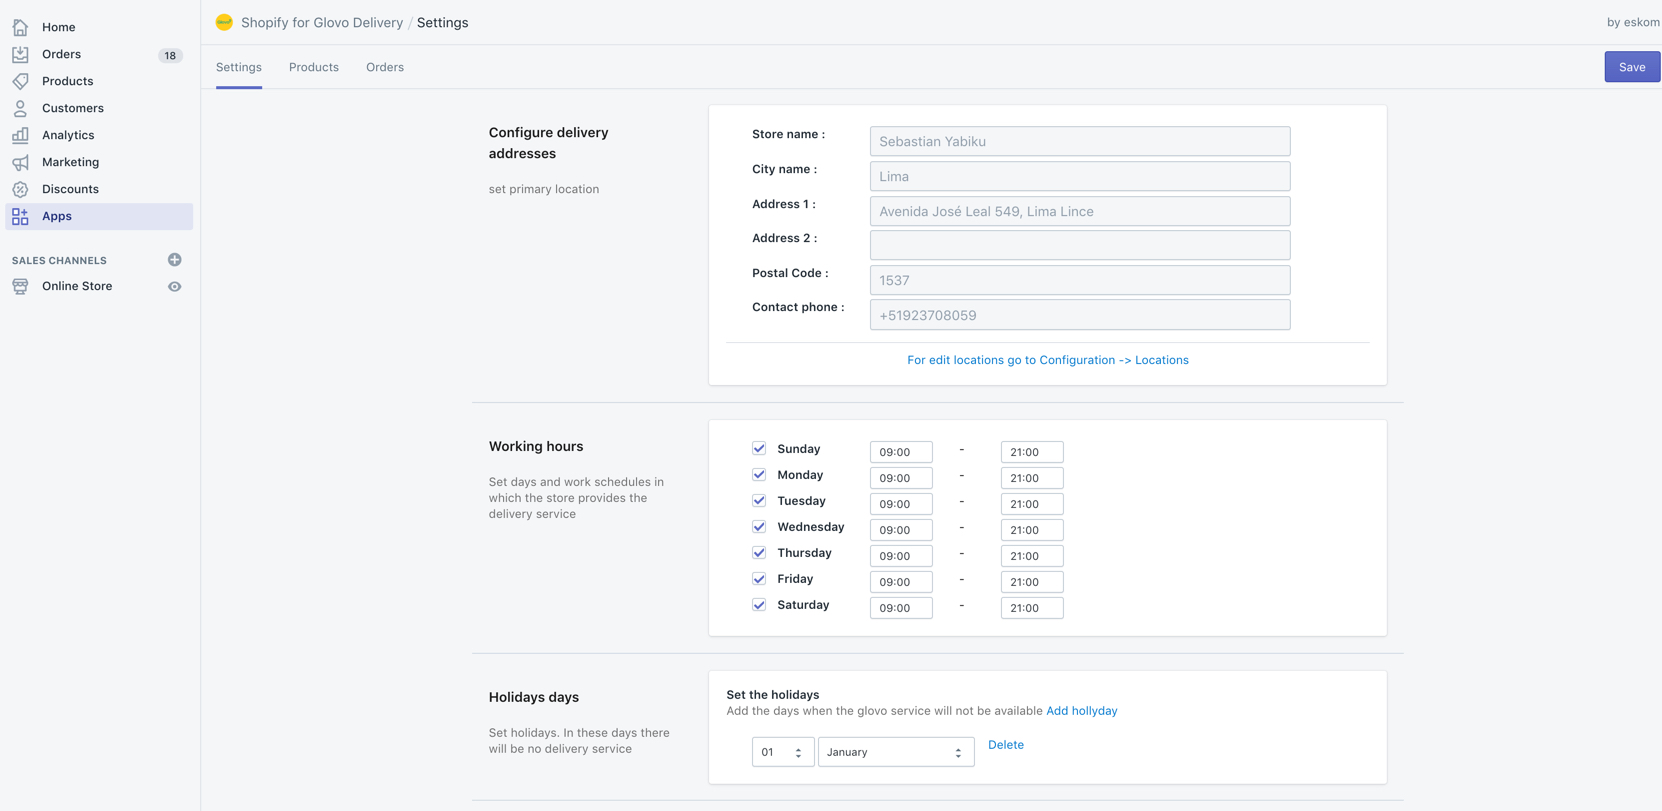 Home
Orders 18
Products
Customers
Analytics
Marketing
Discounts
Apps
SALES CHANNELS
Online Store
Shopify for Glovo Delivery / Settings
by eskom
Settings Products Orders
Save
Configure delivery
addresses
set primary location
Store name : Sebastian Yabiku
City name : Lima
Address 1 : Avenida José Leal 549, Lima Lince
Address 2 :
Postal Code : 1537
Contact phone : +51923708059
For edit locations go to Configuration -> Locations
Working hours
Set days and work schedules in
which the store provides the
delivery service
Sunday 09:00 - 21:00
Monday 09:00 - 21:00
Tuesday 09:00 - 21:00
Wednesday 09:00 - 21:00
Thursday 09:00 - 21:00
Friday 09:00 - 21:00
Saturday 09:00 - 21:00
Holidays days
Set holidays. In these days there
will be no delivery service
Set the holidays
Add the days when the glovo service will not be available Add hollyday
01 January Delete